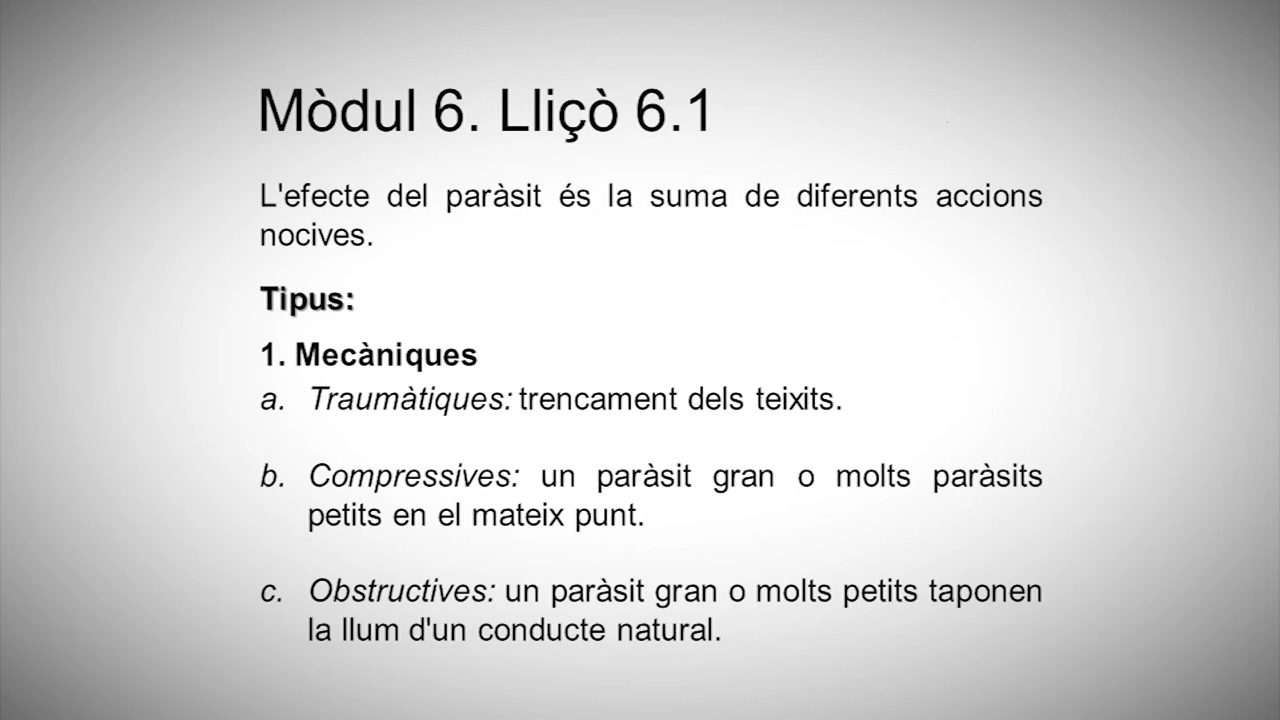 Mòdul 6. Lliçò 6.1
L'efecte del paràsit és la suma de diferents accions
nocives.
Tipus:
1. Mecàniques
a. Traumàtiques: trencament dels teixits.
b. Compressives: un paràsit gran o molts paràsits
petits en el mateix punt.
c. Obstructives: un paràsit gran o molts petits taponen
la llum d'un conducte natural.